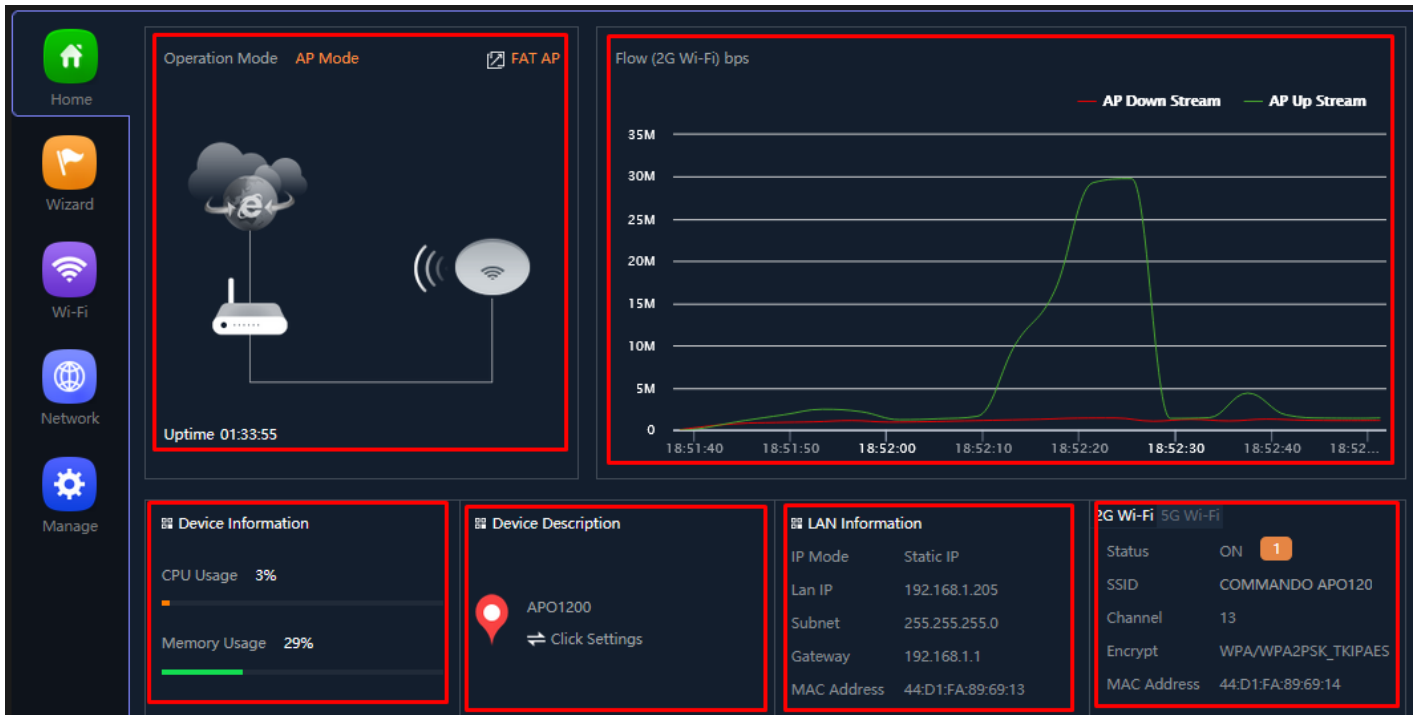 Home
Wizard
Wi-Fi
Network
Manage
Operation Mode AP Mode FAT AP
Uptime 01:33:55
Flow (2G Wi-Fi) bps
AP Down Stream AP Up Stream
35M
30M
25M
20M
15M
10M
5M
0
18:51:40 18:51:50 18:52:00 18:52:10 18:52:20 18:52:30 18:52:40 18:52...
Device Information
CPU Usage 3%
Memory Usage 29%
Device Description
APO1200
Click Settings
LAN Information
IP Mode Static IP
Lan IP 192.168.1.205
Subnet 255.255.255.0
Gateway 192.168.1.1
MAC Address 44:D1:FA:89:69:13
2G Wi-Fi 5G Wi-Fi
Status ON 1
SSID COMMANDO APO120
Channel 13
Encrypt WPA/WPA2PSK_TKIPAES
MAC Address 44:D1:FA:89:69:14